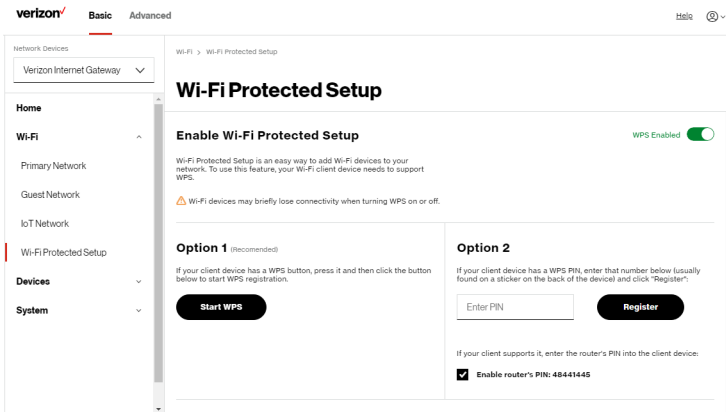 verizon
Basic
Advanced
Help
Network Devices
Verizon Internet Gateway
Home
Wi-Fi
Primary Network
Guest Network
IoT Network
Wi-Fi Protected Setup
Devices
System
Wi-Fi > Wi-Fi Protected Setup
Wi-Fi Protected Setup
Enable Wi-Fi Protected Setup
WPS Enabled
Wi-Fi Protected Setup is an easy way to add Wi-Fi devices to your
network. To use this feature, your Wi-Fi client device needs to support
WPS.
Wi-Fi devices may briefly lose connectivity when turning WPS on or off.
Option 1 (Recomended)
If your client device has a WPS button, press it and then click the button
below to start WPS registration.
Start WPS
Option 2
If your client device has a WPS PIN, enter that number below (usually
found on a sticker on the back of the device) and click "Register":
Enter PIN
Register
If your client supports it, enter the router's PIN into the client device:
Enable router's PIN: 48441445